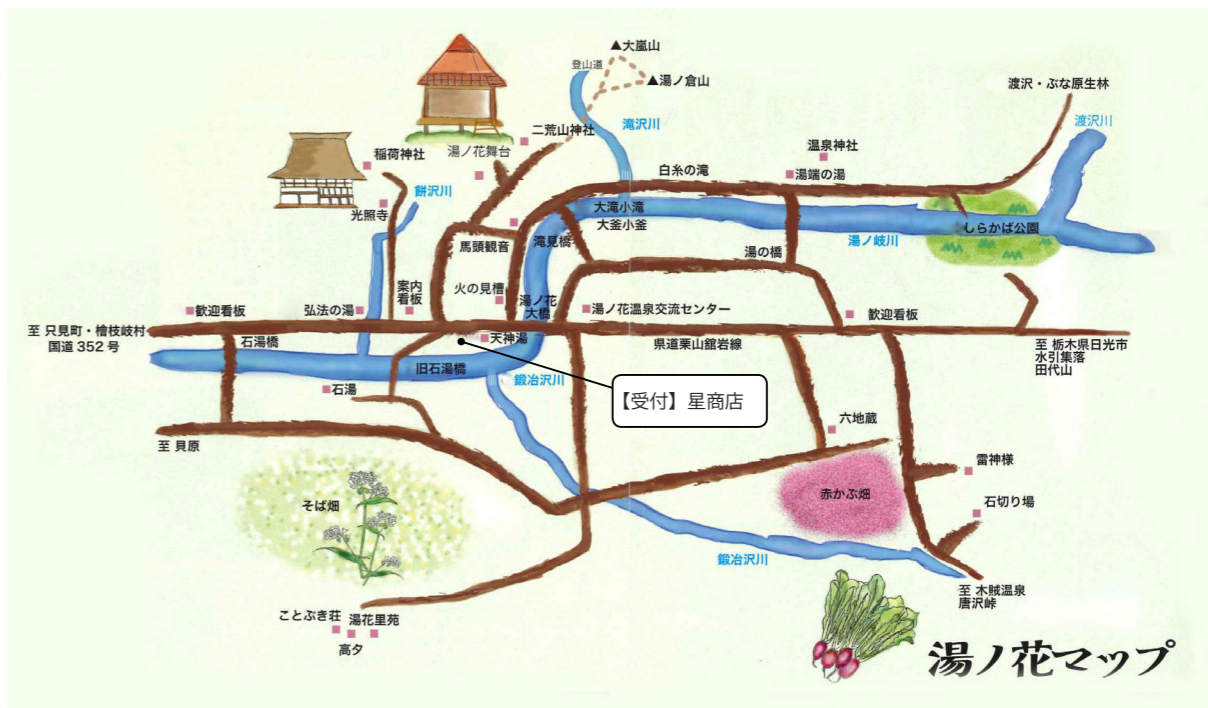 ▲大嵐山
登山道
▲湯ノ倉山
渡沢・ぶな原生林
渡沢川
滝沢川
二荒山神社
湯ノ花舞台
稲荷神社
温泉神社
白糸の滝
湯端の湯
餅沢川
光照寺
大滝小滝
大釜小釜
しらかば公園
湯ノ岐川
馬頭観音
滝見橋
湯の橋
案内
看板
火の見櫓
湯ノ花
大橋
歓迎看板
弘法の湯
湯ノ花温泉交流センター
歓迎看板
至 只見町・檜枝岐村
国道 352 号
石湯橋
天神湯
県道栗山舘岩線
至 栃木県日光市
水引集落
田代山
旧石湯橋
鍛冶沢川
石湯
【受付】星商店
六地蔵
至 貝原
雷神様
そば畑
赤かぶ畑
石切り場
鍛冶沢川
至 木賊温泉
唐沢峠
ことぶき荘
湯花里苑
高夕
湯ノ花マップ